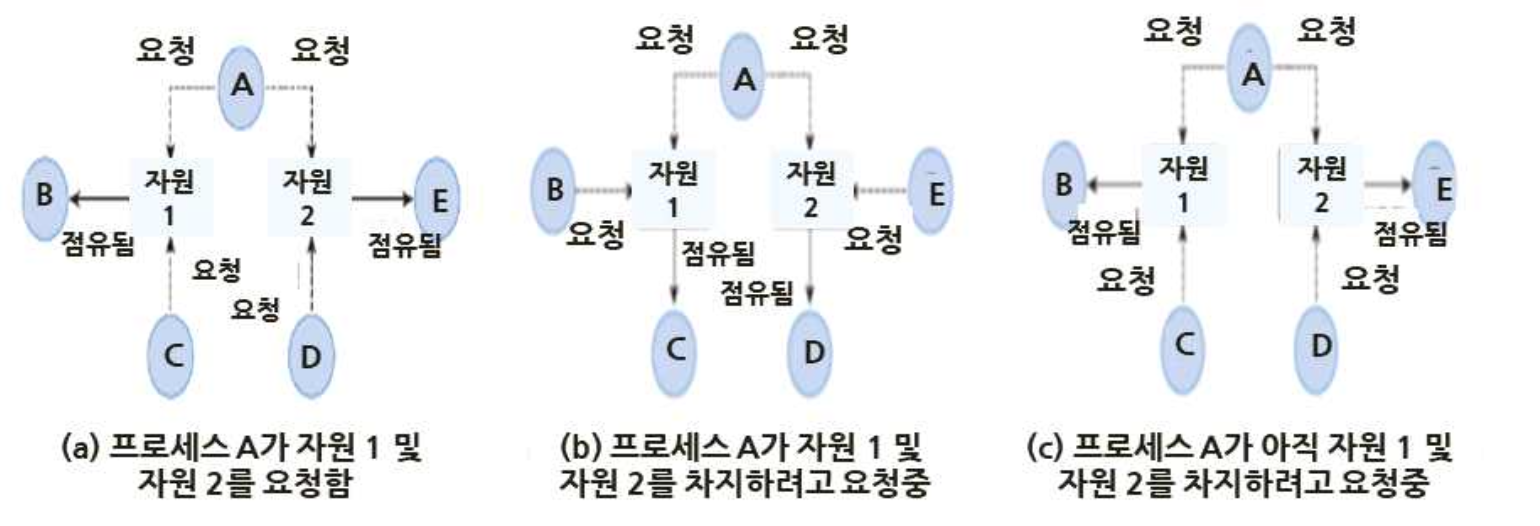 요청 요청
A
B
자원
1
자원
2
E
점유됨
점유됨
요청
요청
C
D
(a) 프로세스 A가 자원 1 및
자원 2를 요청함
요청 요청
A
B
자원
1
자원
2
E
요청
요청
점유됨
점유됨
C
D
(b) 프로세스 A가 자원 1 및
자원 2를 차지하려고 요청중
요청 요청
A
B
자원
1
자원
2
E
점유됨
점유됨
요청
요청
C
D
(c) 프로세스 A가 아직 자원 1 및
자원 2를 차지하려고 요청중